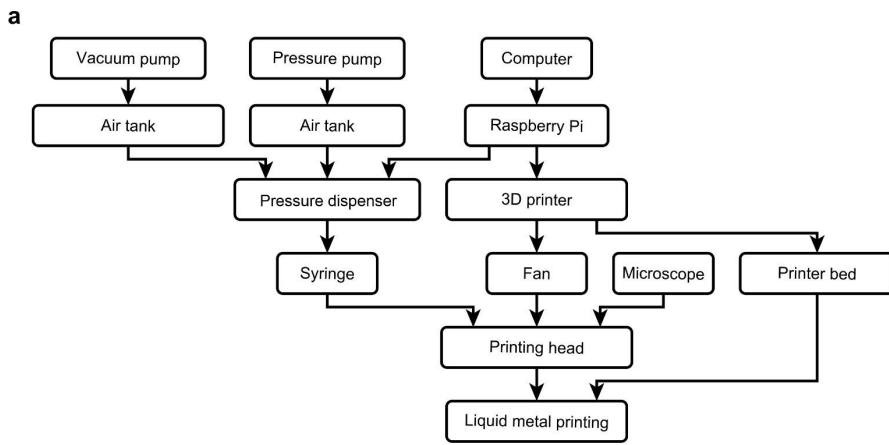 a
Vacuum pump
Pressure pump
Computer
Air tank
Air tank
Raspberry Pi
Pressure dispenser
3D printer
Syringe
Fan
Microscope
Printer bed
Printing head
Liquid metal printing